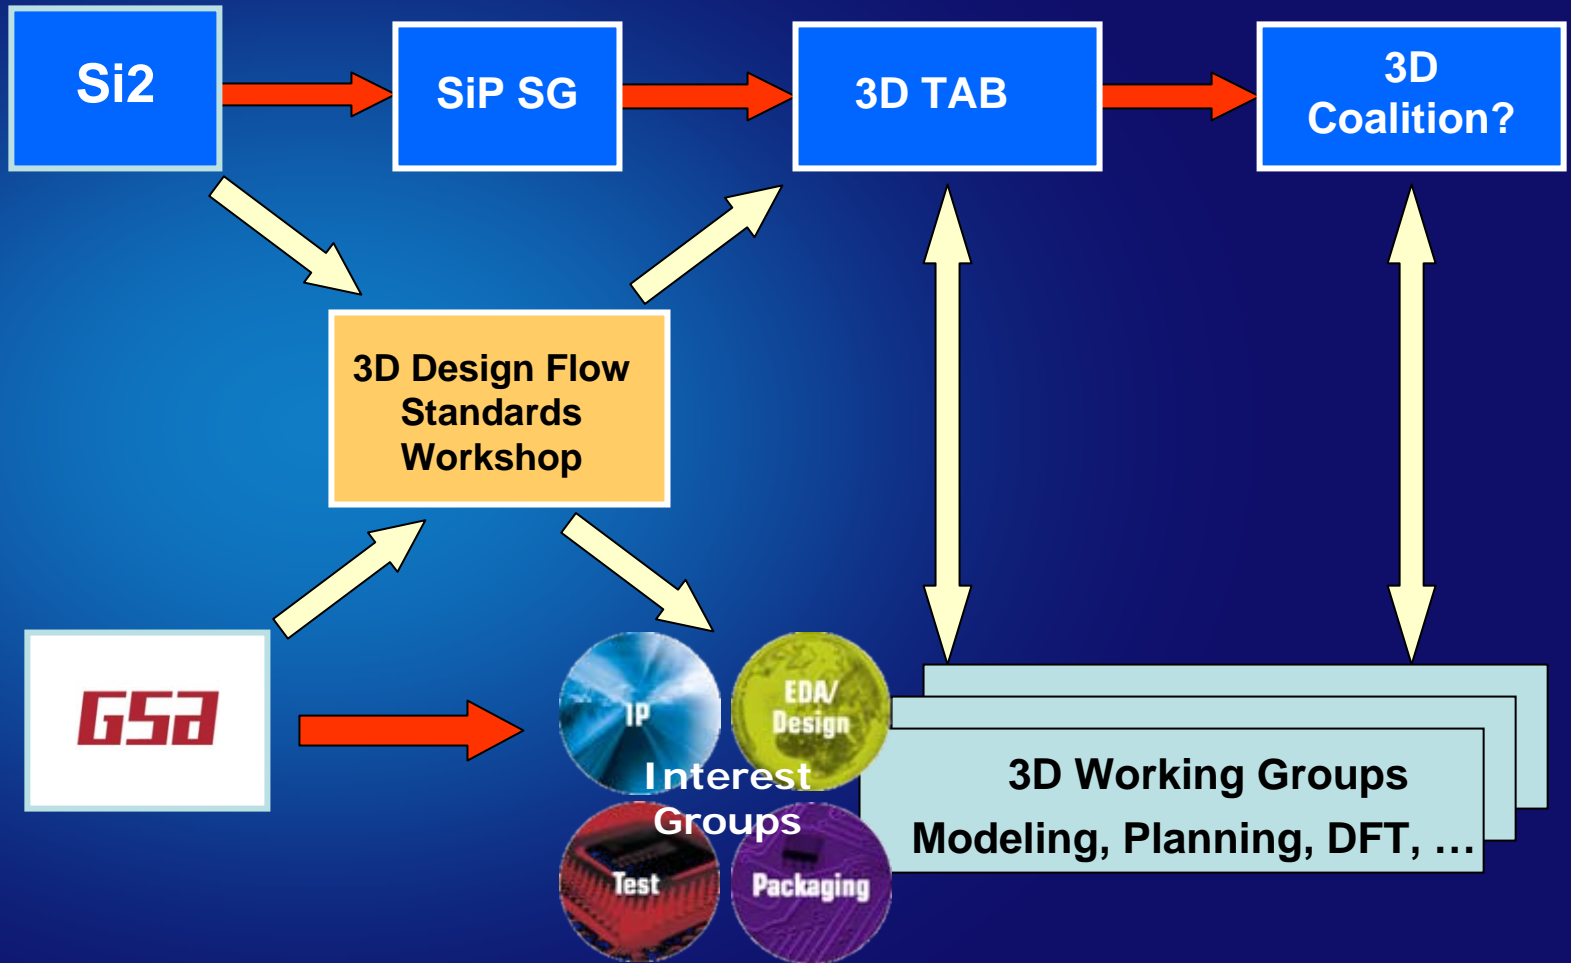 Si2
SiP SG
3D TAB
3D
Coalition?
3D Design Flow
Standards
Workshop
GSA
IP
EDA/
Design
Interest
Groups
Test
Packaging
3D Working Groups
Modeling, Planning, DFT, ...